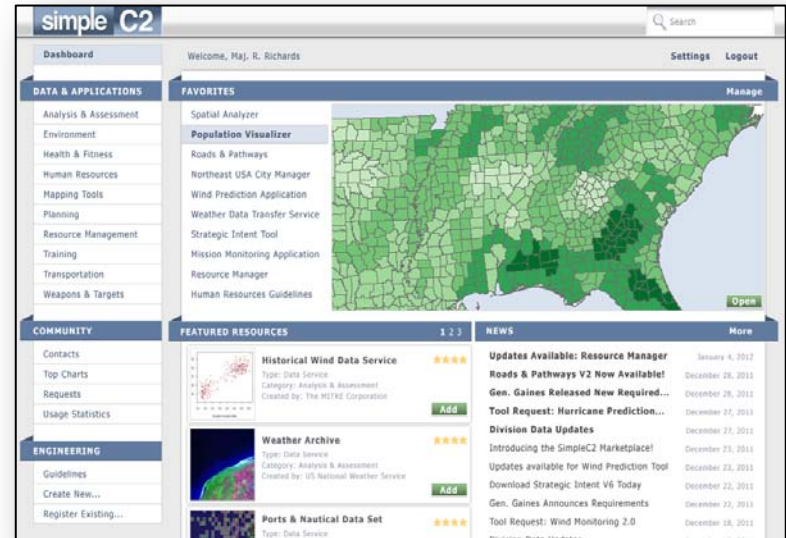 simple C2
Search
Dashboard
Welcome, Maj. R. Richards
Settings Logout
DATA & APPLICATIONS
Analysis & Assessment
Environment
Health & Fitness
Human Resources
Mapping Tools
Planning
Resource Management
Training
Transportation
Weapons & Targets
COMMUNITY
Contacts
Top Charts
Requests
Usage Statistics
ENGINEERING
Guidelines
Create New...
Register Existing...
FAVORITES
Manage
Spatial Analyzer
Population Visualizer
Roads & Pathways
Northeast USA City Manager
Wind Prediction Application
Weather Data Transfer Service
Strategic Intent Tool
Mission Monitoring Application
Resource Manager
Human Resources Guidelines
Open
FEATURED RESOURCES 1 2 3
Historical Wind Data Service
Type: Data Service
Category: Analysis & Assessment
Created by: The MITRE Corporation
Add
Weather Archive
Type: Data Service
Category: Analysis & Assessment
Created by: US National Weather Service
Add
Ports & Nautical Data Set
Type: Data Service
NEWS More
Updates Available: Resource Manager January 4, 2012
Roads & Pathways V2 Now Available! December 28, 2011
Gen. Gaines Released New Required... December 28, 2011
Tool Request: Hurricane Prediction... December 27, 2011
Division Data Updates December 27, 2011
Introducing the SimpleC2 Marketplace! December 23, 2011
Updates available for Wind Prediction Tool December 23, 2011
Download Strategic Intent V6 Today December 22, 2011
Gen. Gaines Announces Requirements December 22, 2011
Tool Request: Wind Monitoring 2.0 December 18, 2011